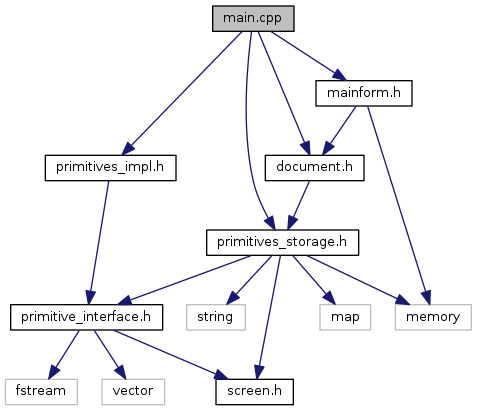 main.cpp
mainform.h
primitives_impl.h
document.h
primitives_storage.h
primitive_interface.h
string
map
memory
fstream
vector
screen.h